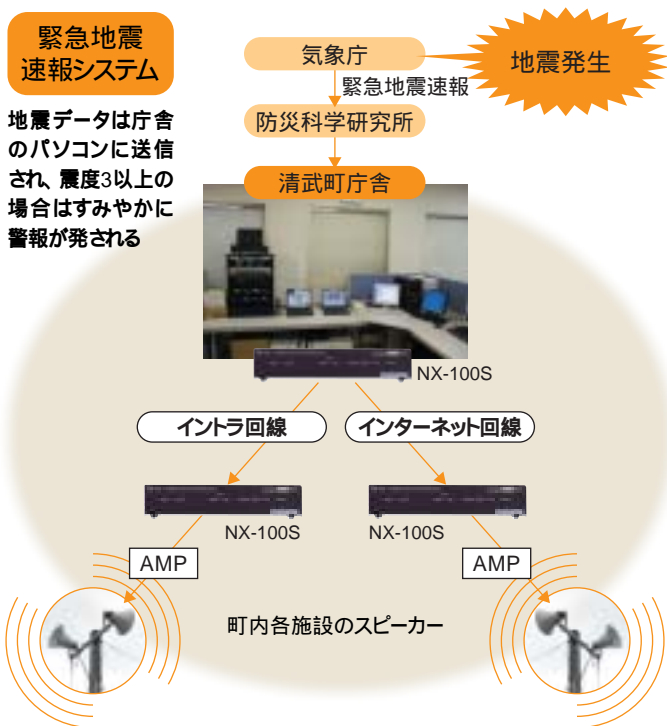 緊急地震
速報システム
地震データは庁舎
のパソコンに送信
され、震度3以上の
場合はすみやかに
警報が発される
気象庁
地震発生
緊急地震速報
防災科学研究所
清武町庁舎
NX-100S
イントラ回線
インターネット回線
NX-100S
NX-100S
AMP
AMP
町内各施設のスピーカー